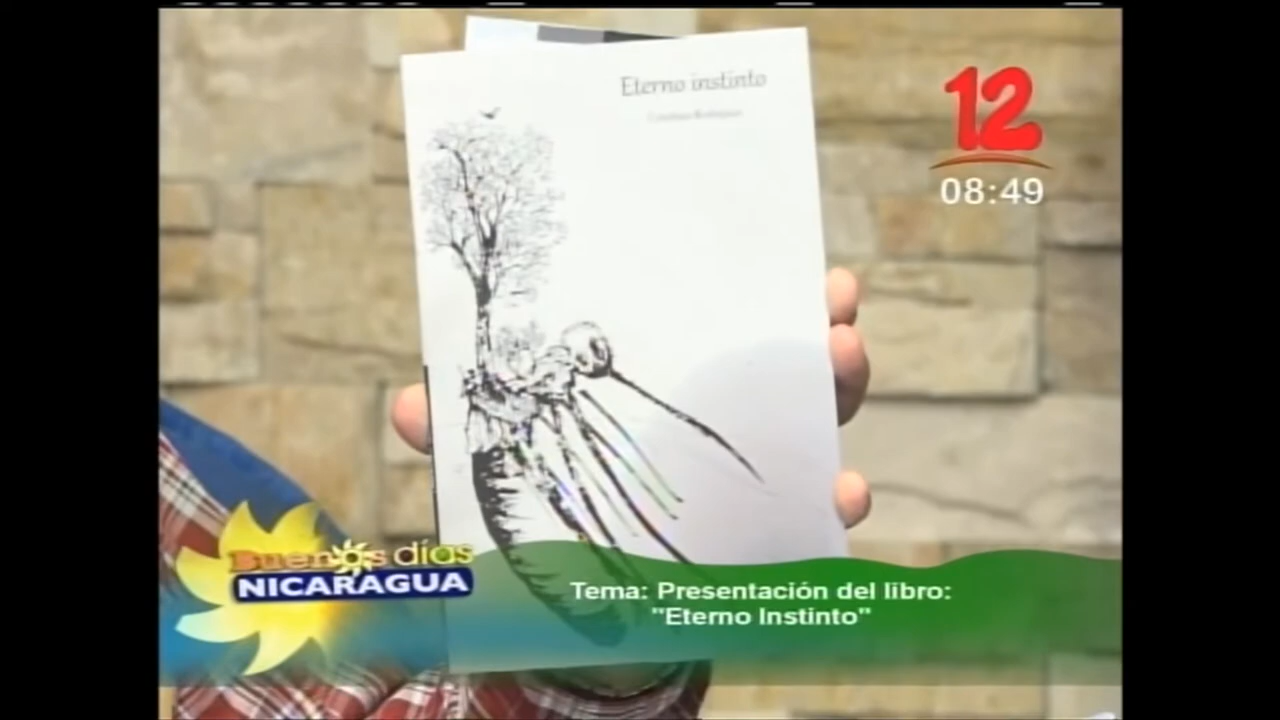 Eterno instinto
12
08:49
Buenos días
NICARAGUA
Tema: Presentación del libro:
"Eterno Instinto"